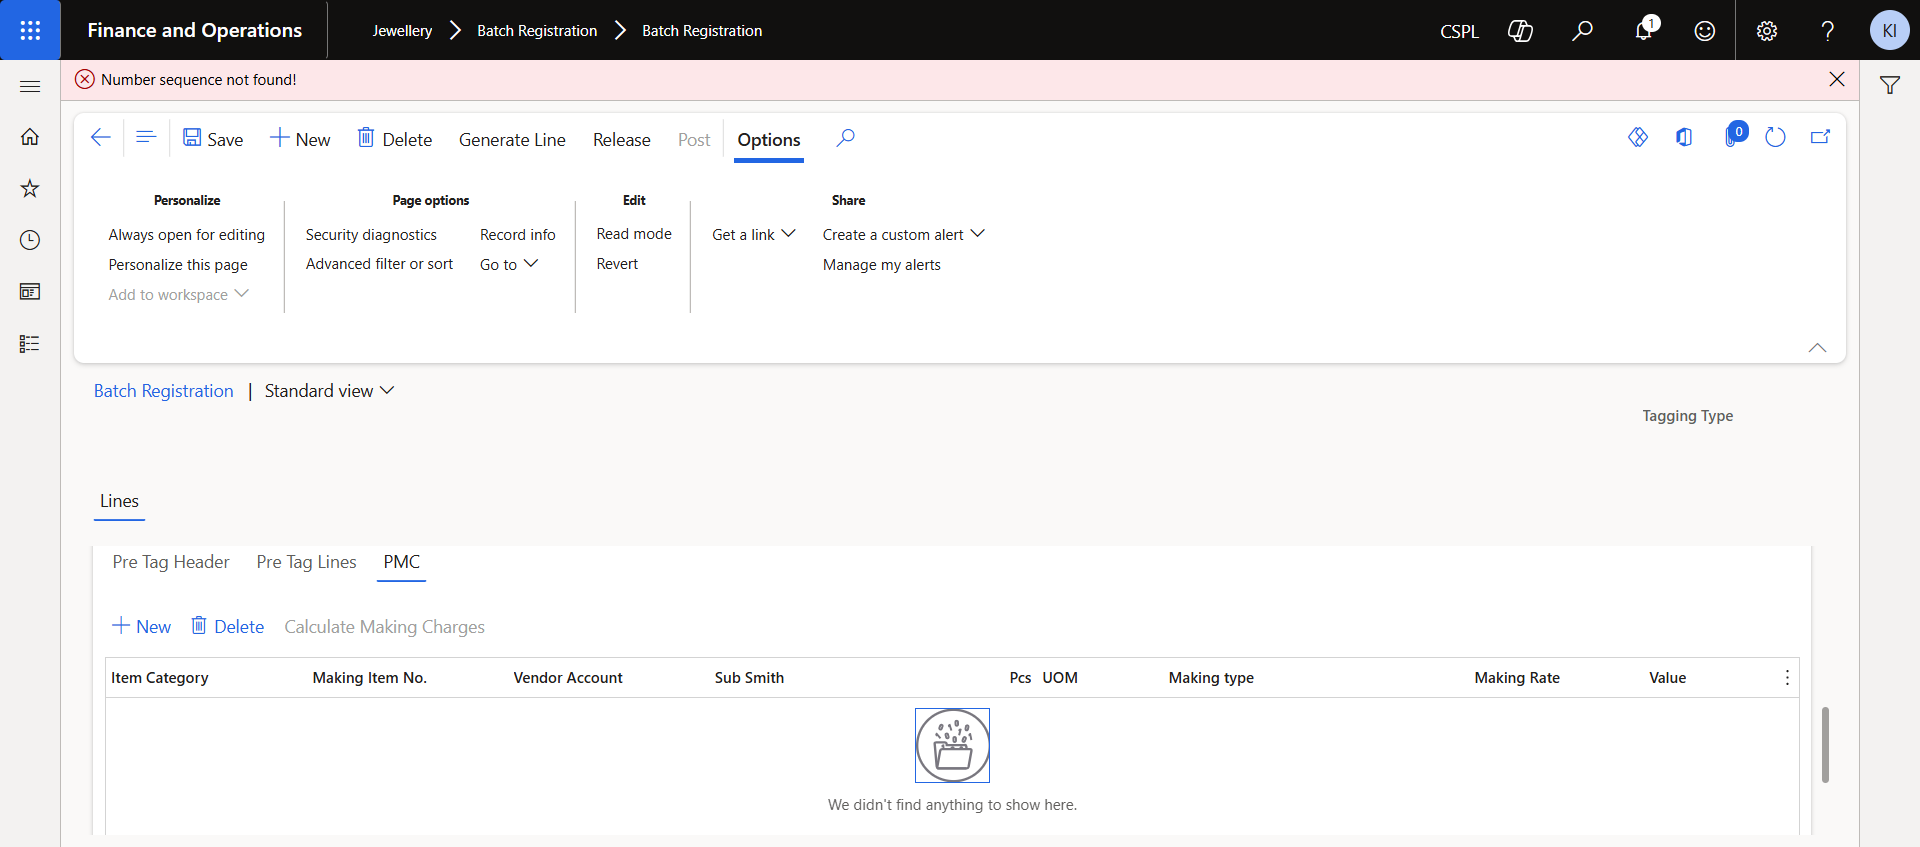 Finance and Operations
Jewellery > Batch Registration > Batch Registration
CSPL
1
KI
Number sequence not found!
Save
New
Delete
Generate Line
Release
Post
Options
0
Personalize
Always open for editing
Personalize this page
Add to workspace
Page options
Security diagnostics
Record info
Advanced filter or sort
Go to
Edit
Read mode
Revert
Share
Get a link
Create a custom alert
Manage my alerts
Batch Registration | Standard view
Tagging Type
Lines
Pre Tag Header
Pre Tag Lines
PMC
New
Delete
Calculate Making Charges
Item Category
Making Item No.
Vendor Account
Sub Smith
Pcs
UOM
Making type
Making Rate
Value
We didn't find anything to show here.